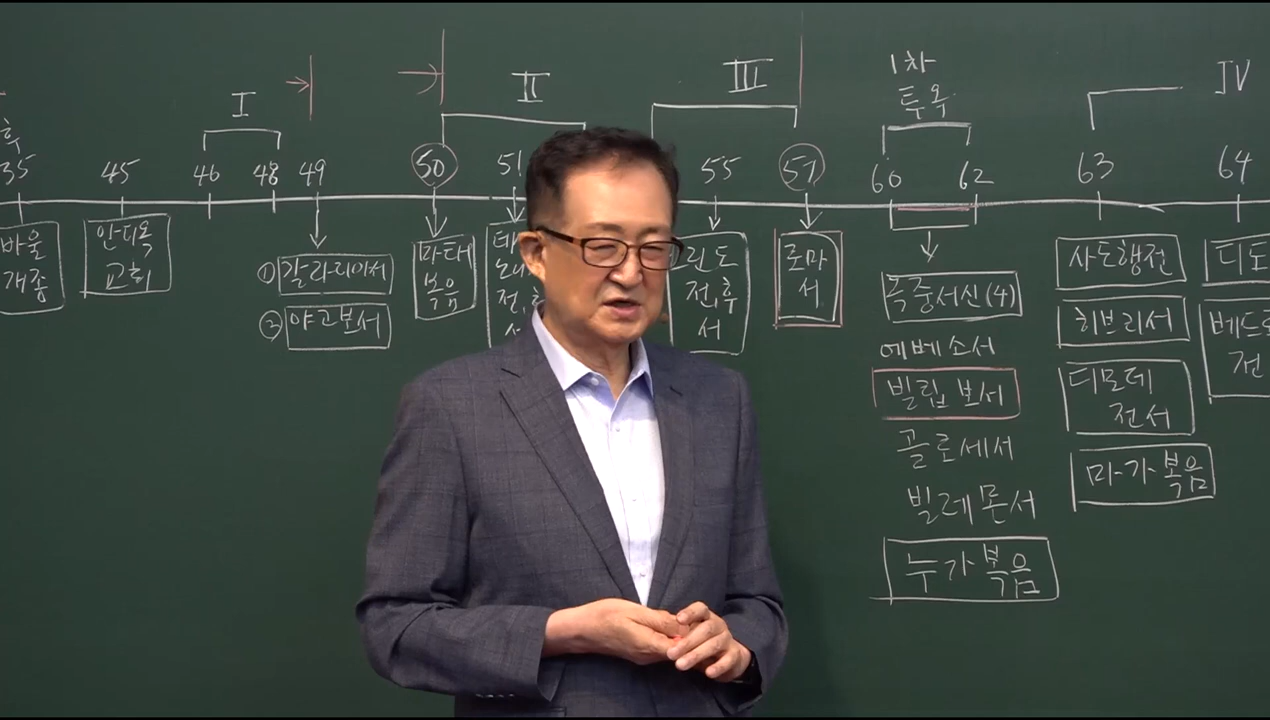 I
II
III
1차
투옥
IV
후
35
45
46
48
49
50
51
55
57
60
62
63
64
바울
개종
안디옥
교회
① 갈라디아서
② 야고보서
마태
복음
전,
서
린도
전,후
서
로마
서
옥중서신(4)
에베소서
빌립보서
골로세서
빌레몬서
누가복음
사도행전
히브리서
디모데
전서
마가복음
디도
베드로
전